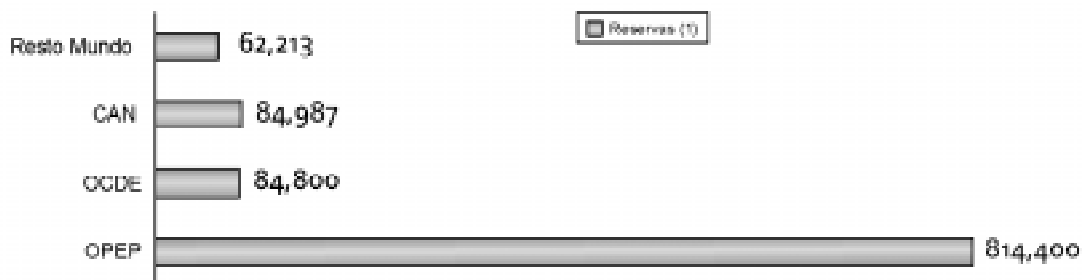 Reservas (1)
Resto Mundo 62,213
CAN 84,987
OCDE 84,800
OPEP 814,400